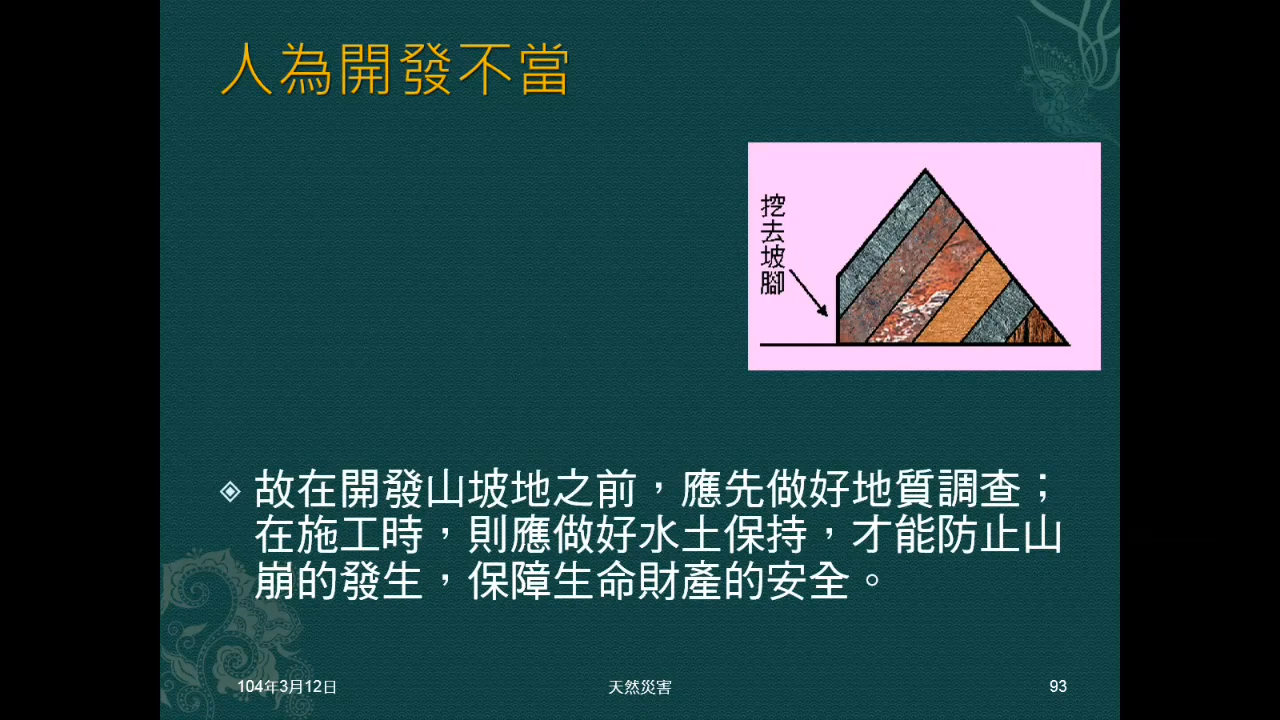 人為開發不當
挖去坡腳
故在開發山坡地之前，應先做好地質調查；
在施工時，則應做好水土保持，才能防止山
崩的發生，保障生命財產的安全。
104年3月12日
天然災害
93